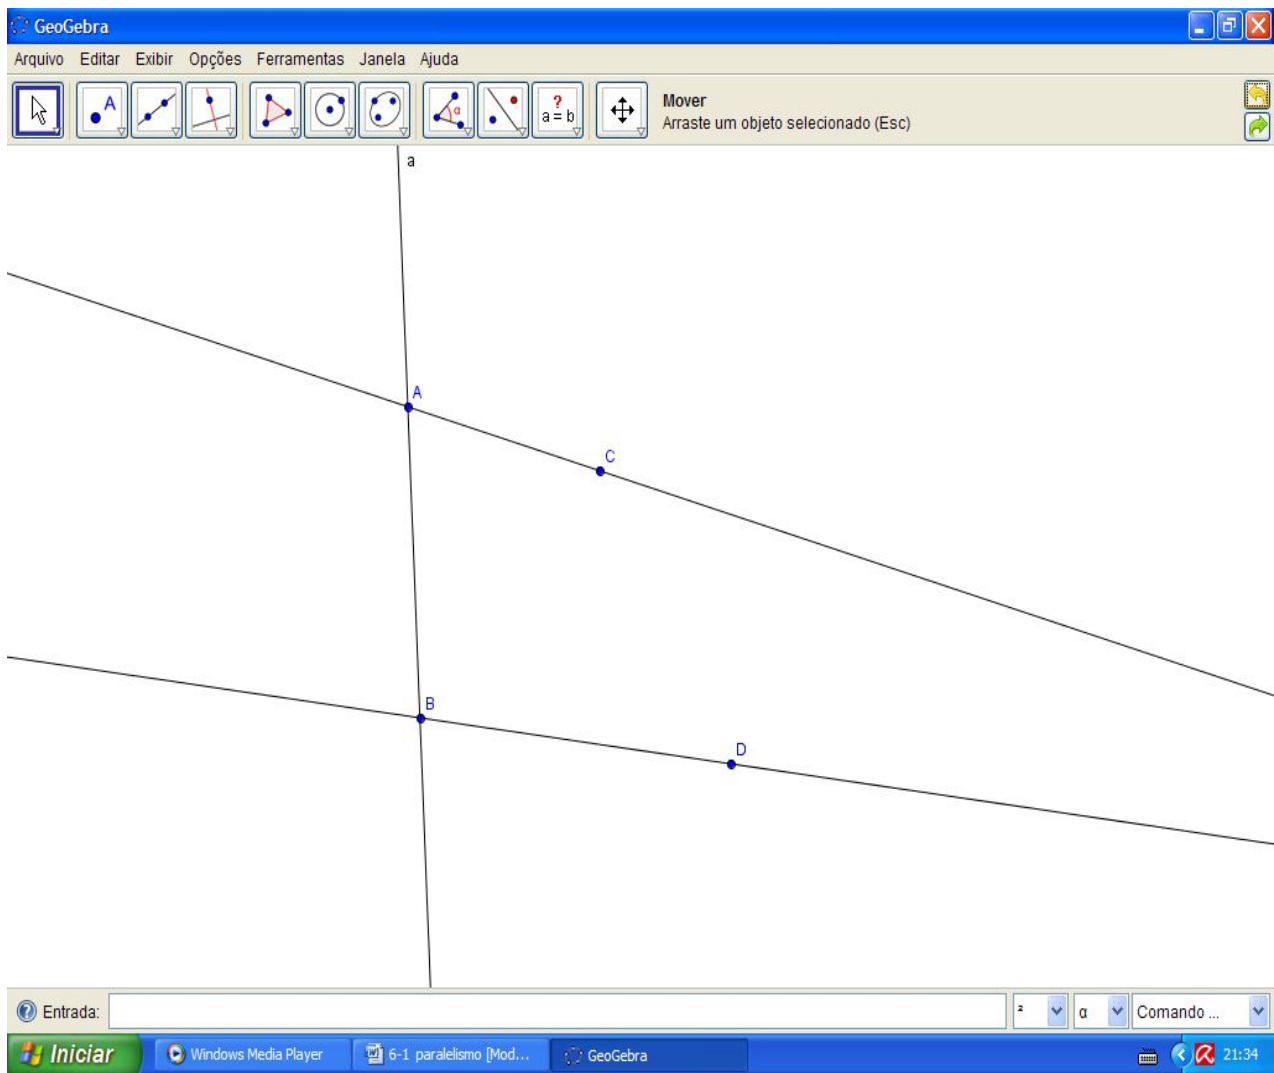 GeoGebra
Arquivo Editar Exibir Opções Ferramentas Janela Ajuda
A
α
?
a = b
Mover
Arraste um objeto selecionado (Esc)
a
A
C
B
D
Entrada:
² α Comando ...
Iniciar Windows Media Player 6-1 paralelismo [Mod... GeoGebra 21:34